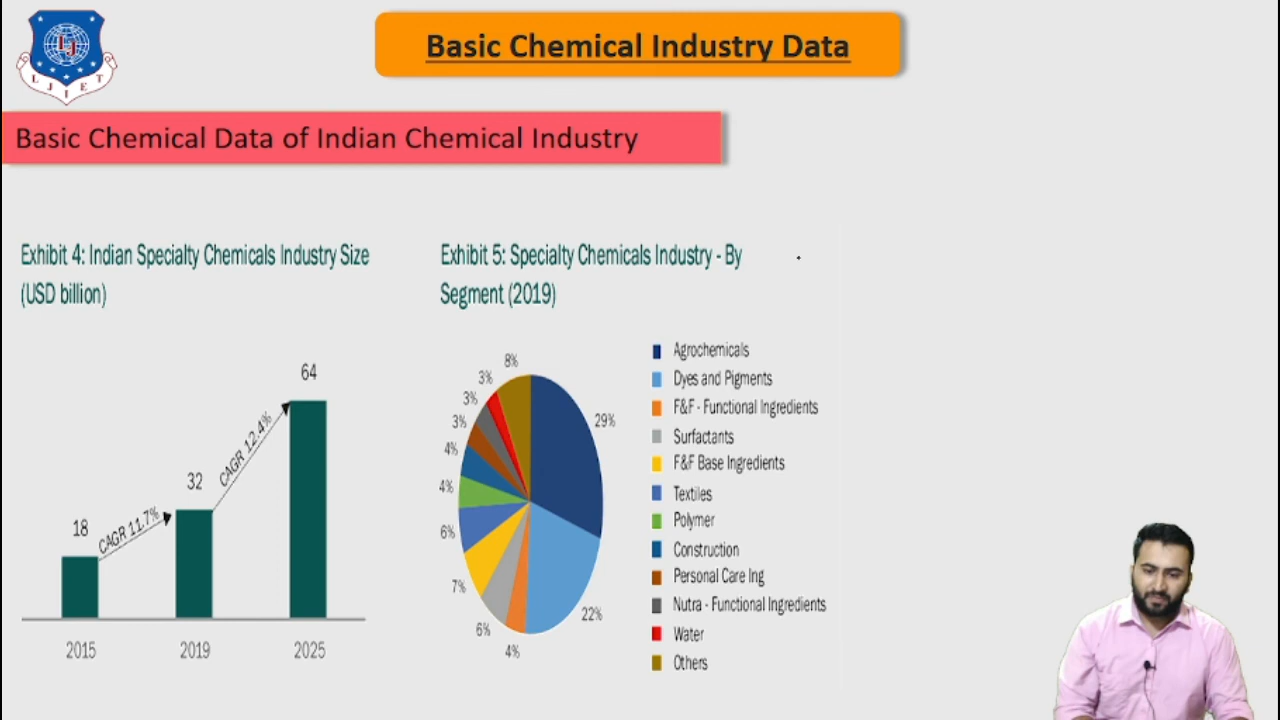 LJ
LJIET
Basic Chemical Industry Data
Basic Chemical Data of Indian Chemical Industry
Exhibit 4: Indian Specialty Chemicals Industry Size
(USD billion)
18
CAGR 11.7%
32
CAGR 12.4%
64
2015
2019
2025
Exhibit 5: Specialty Chemicals Industry - By
Segment (2019)
29%
22%
4%
6%
7%
6%
4%
4%
3%
3%
3%
8%
Agrochemicals
Dyes and Pigments
F&F - Functional Ingredients
Surfactants
F&F Base Ingredients
Textiles
Polymer
Construction
Personal Care Ing
Nutra - Functional Ingredients
Water
Others